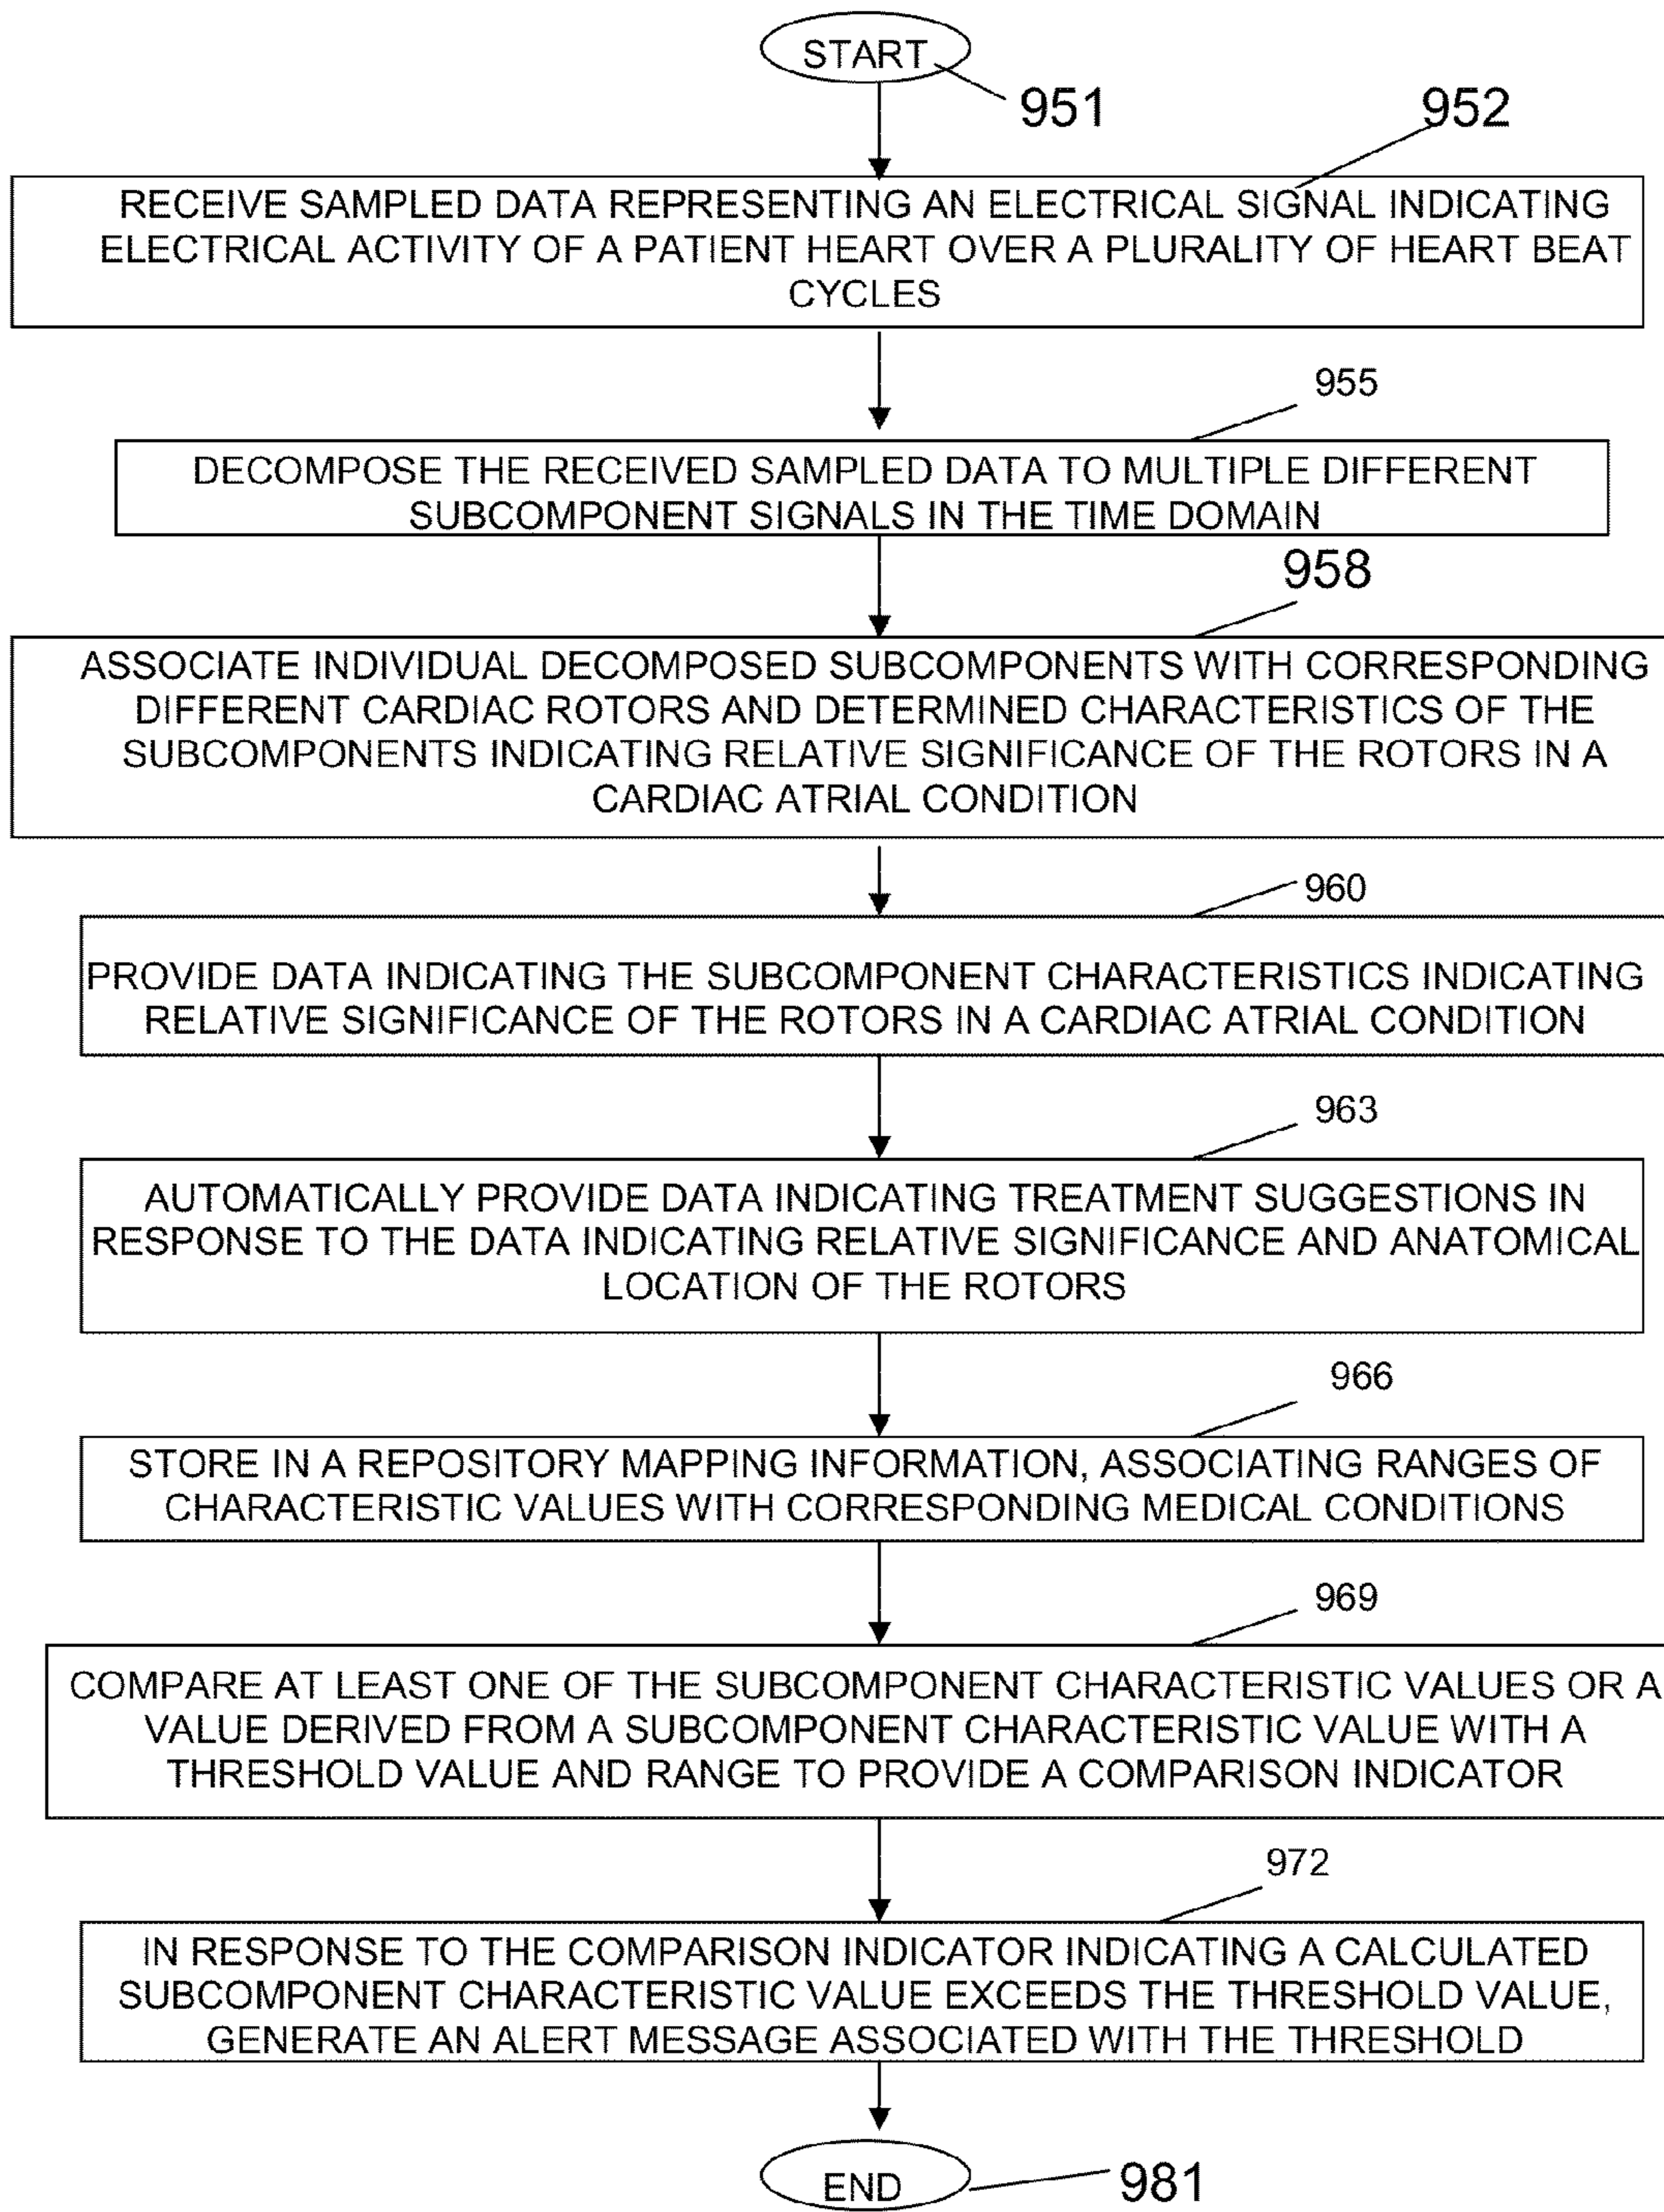 START
951
952
RECEIVE SAMPLED DATA REPRESENTING AN ELECTRICAL SIGNAL INDICATING
ELECTRICAL ACTIVITY OF A PATIENT HEART OVER A PLURALITY OF HEART BEAT
CYCLES
955
DECOMPOSE THE RECEIVED SAMPLED DATA TO MULTIPLE DIFFERENT
SUBCOMPONENT SIGNALS IN THE TIME DOMAIN
958
ASSOCIATE INDIVIDUAL DECOMPOSED SUBCOMPONENTS WITH CORRESPONDING
DIFFERENT CARDIAC ROTORS AND DETERMINED CHARACTERISTICS OF THE
SUBCOMPONENTS INDICATING RELATIVE SIGNIFICANCE OF THE ROTORS IN A
CARDIAC ATRIAL CONDITION
960
PROVIDE DATA INDICATING THE SUBCOMPONENT CHARACTERISTICS INDICATING
RELATIVE SIGNIFICANCE OF THE ROTORS IN A CARDIAC ATRIAL CONDITION
963
AUTOMATICALLY PROVIDE DATA INDICATING TREATMENT SUGGESTIONS IN
RESPONSE TO THE DATA INDICATING RELATIVE SIGNIFICANCE AND ANATOMICAL
LOCATION OF THE ROTORS
966
STORE IN A REPOSITORY MAPPING INFORMATION, ASSOCIATING RANGES OF
CHARACTERISTIC VALUES WITH CORRESPONDING MEDICAL CONDITIONS
969
COMPARE AT LEAST ONE OF THE SUBCOMPONENT CHARACTERISTIC VALUES OR A
VALUE DERIVED FROM A SUBCOMPONENT CHARACTERISTIC VALUE WITH A
THRESHOLD VALUE AND RANGE TO PROVIDE A COMPARISON INDICATOR
972
IN RESPONSE TO THE COMPARISON INDICATOR INDICATING A CALCULATED
SUBCOMPONENT CHARACTERISTIC VALUE EXCEEDS THE THRESHOLD VALUE,
GENERATE AN ALERT MESSAGE ASSOCIATED WITH THE THRESHOLD
END
981